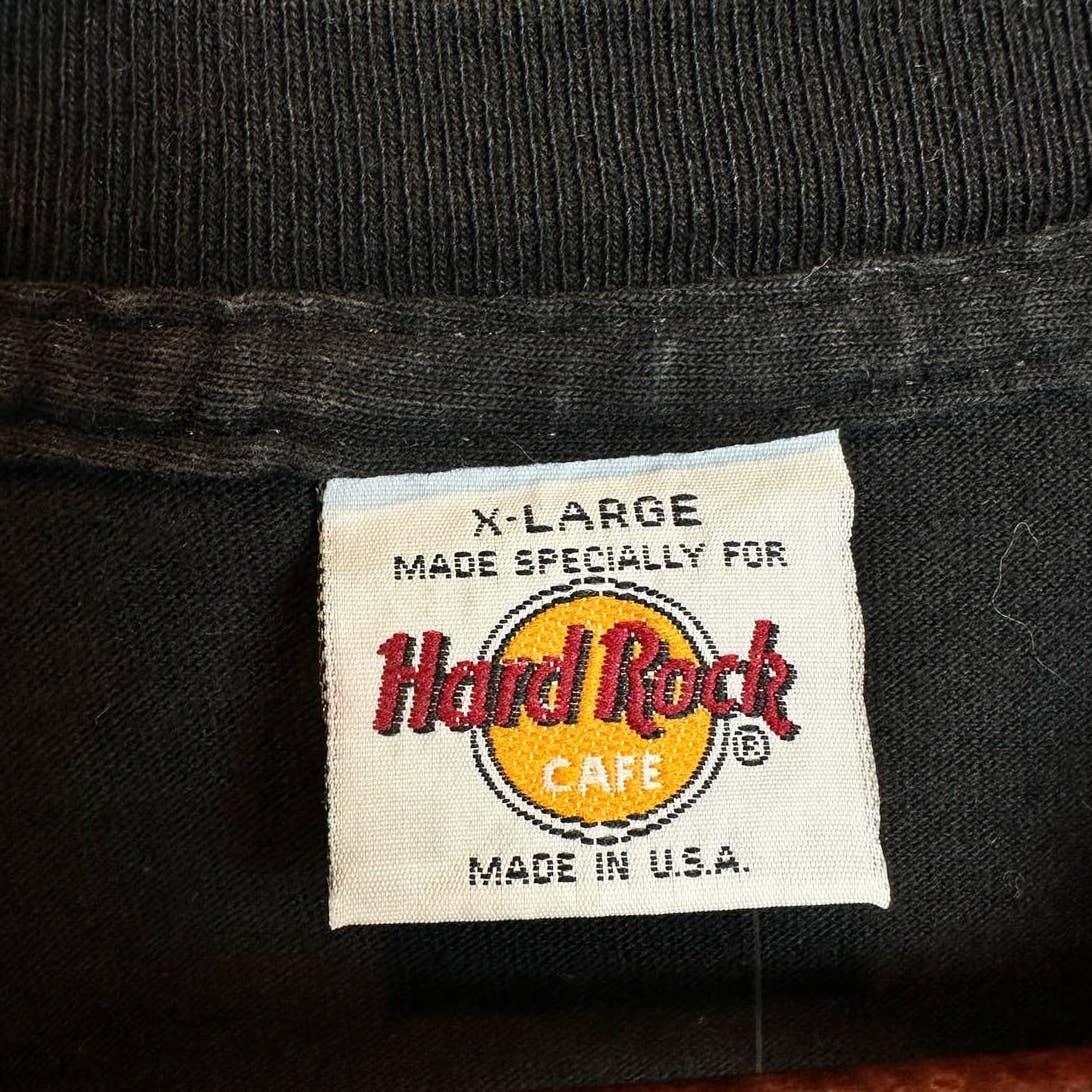 X-LARGE
MADE SPECIALLY FOR
Hard Rock
CAFE ®
MADE IN U.S.A.